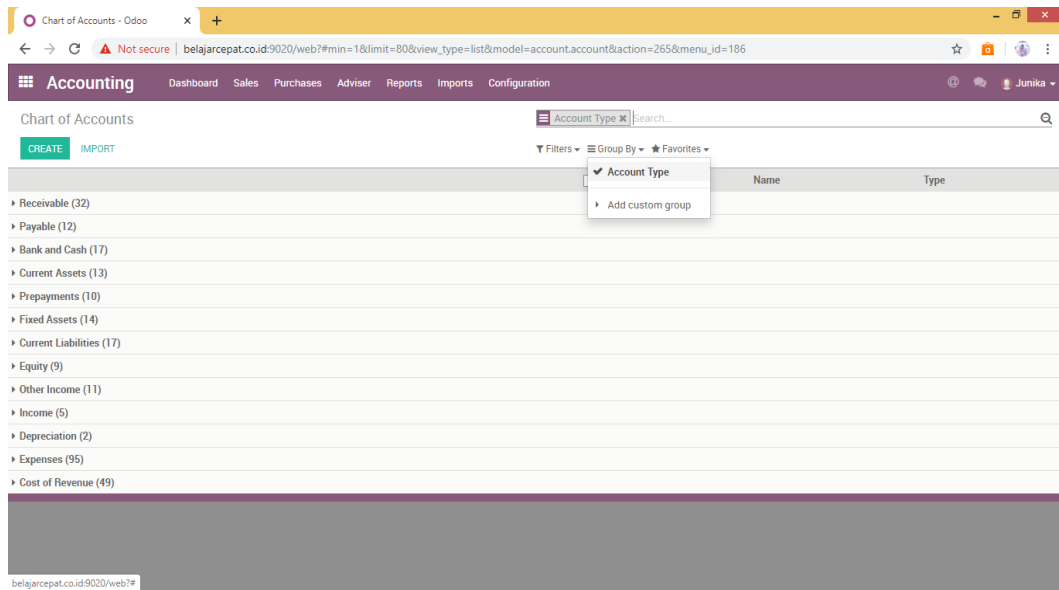 Chart of Accounts - Odoo
Not secure | belajarcepat.co.id:9020/web?#min=1&limit=80&view_type=list&model=account.account&action=265&menu_id=186
Accounting Dashboard Sales Purchases Adviser Reports Imports Configuration @ Junika
Chart of Accounts Account Type Search...
CREATE IMPORT Filters Group By Favorites
Account Type
Name Type
Add custom group
Receivable (32)
Payable (12)
Bank and Cash (17)
Current Assets (13)
Prepayments (10)
Fixed Assets (14)
Current Liabilities (17)
Equity (9)
Other Income (11)
Income (5)
Depreciation (2)
Expenses (95)
Cost of Revenue (49)
belajarcepat.co.id:9020/web?#